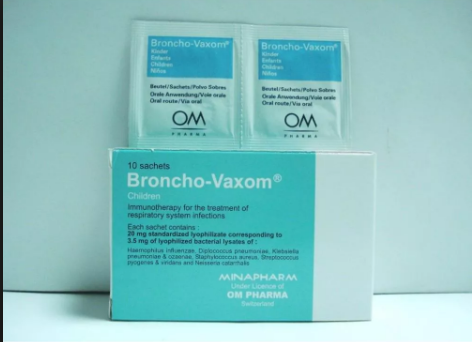 Broncho-Vaxom®
Kinder
Enfants
Children
Niños
Beutel/Sachets/Polvo Sobres
Orale Anwendung/Voie orale
Oral route/Via oral
OM
PHARMA
Broncho-Vaxom®
Kinder
Enfants
Children
Niños
Beutel/Sachets/Polvo Sobres
Orale Anwendung/Voie orale
Oral route/Via oral
OM
PHARMA
10 sachets
Broncho-Vaxom®
Children
Immunotherapy for the treatment of
respiratory system infections
Each sachet contains :
20 mg standardized lyophilizate corresponding to
3.5 mg of lyophilized bacterial lysates of :
Haemophilus influenzae, Diplococcus pneumoniae, Klebsiella
pneumoniae & ozaenae, Staphylococcus aureus, Streptococcus
pyogenes & viridans and Neisseria catarrhalis
MINAPHARM
Under Licence of
OM PHARMA
Switzerland